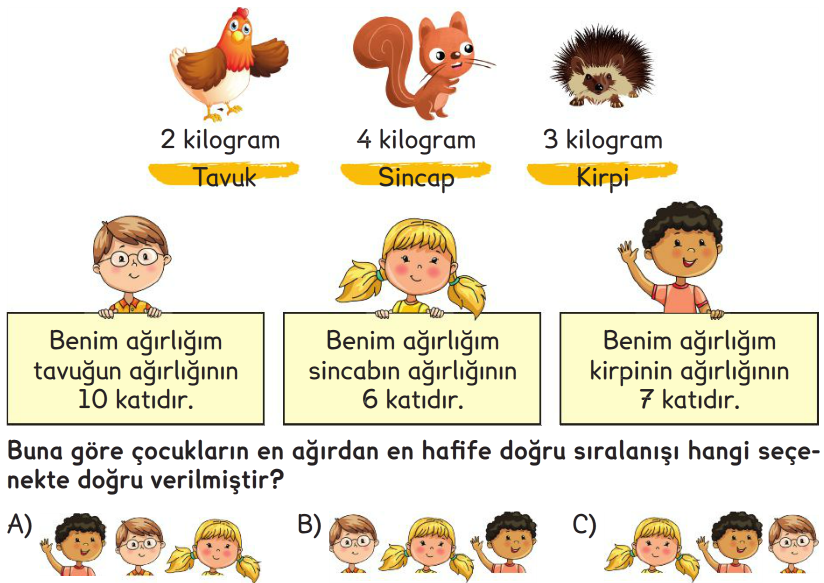 2 kilogram
4 kilogram
3 kilogram
Tavuk
Sincap
Kirpi
Benim ağırlığım
tavuğun ağırlığının
10 katıdır.
Benim ağırlığım
sincabın ağırlığının
6 katıdır.
Benim ağırlığım
kirpinin ağırlığının
7 katıdır.
Buna göre çocukların en ağırdan en hafife doğru sıralanışı hangi seçe-
nekte doğru verilmiştir?
A)
B)
C)